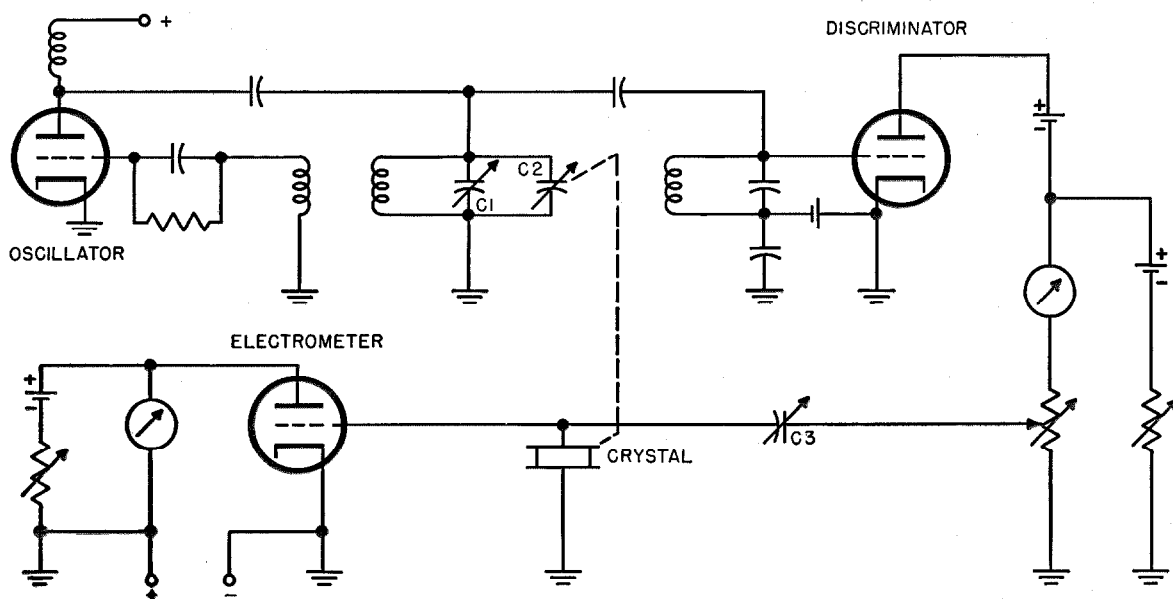 +
DISCRIMINATOR
+
-
C2
C1
OSCILLATOR
+
-
ELECTROMETER
+
-
C3
CRYSTAL
+
-